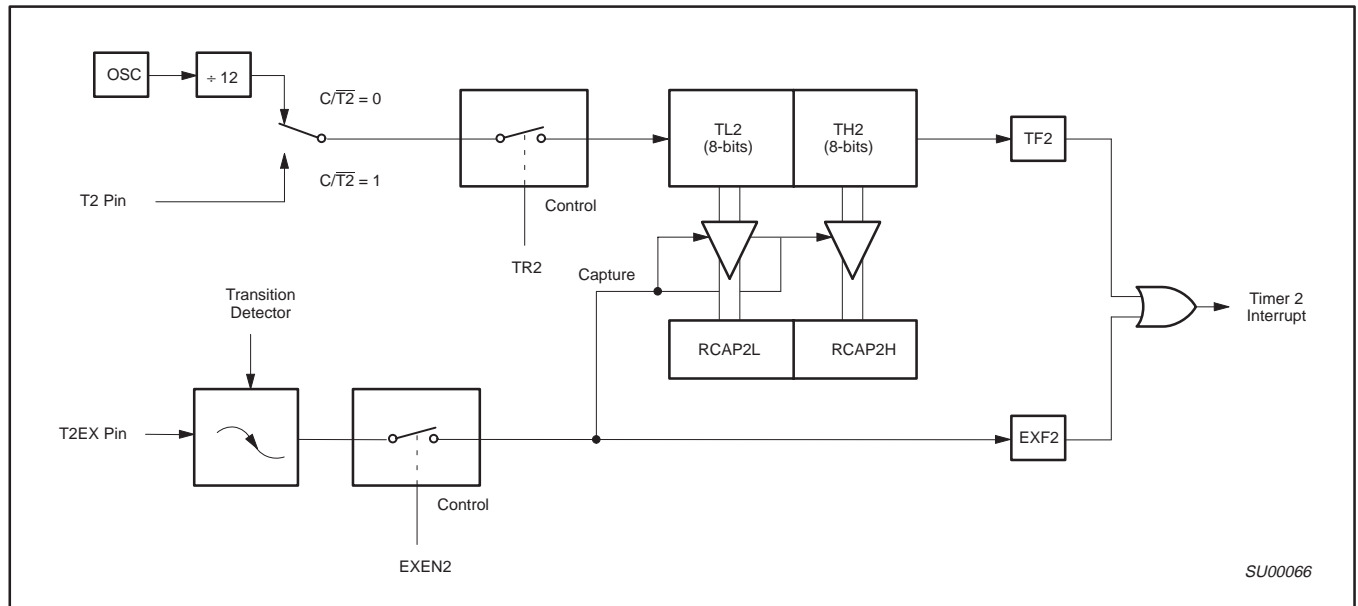 OSC
÷ 12
C/T2̅ = 0
TL2
(8-bits)
TH2
(8-bits)
TF2
C/T2̅ = 1
T2 Pin
Control
TR2
Capture
Transition
Detector
Timer 2
Interrupt
RCAP2L
RCAP2H
T2EX Pin
EXF2
Control
EXEN2
SU00066